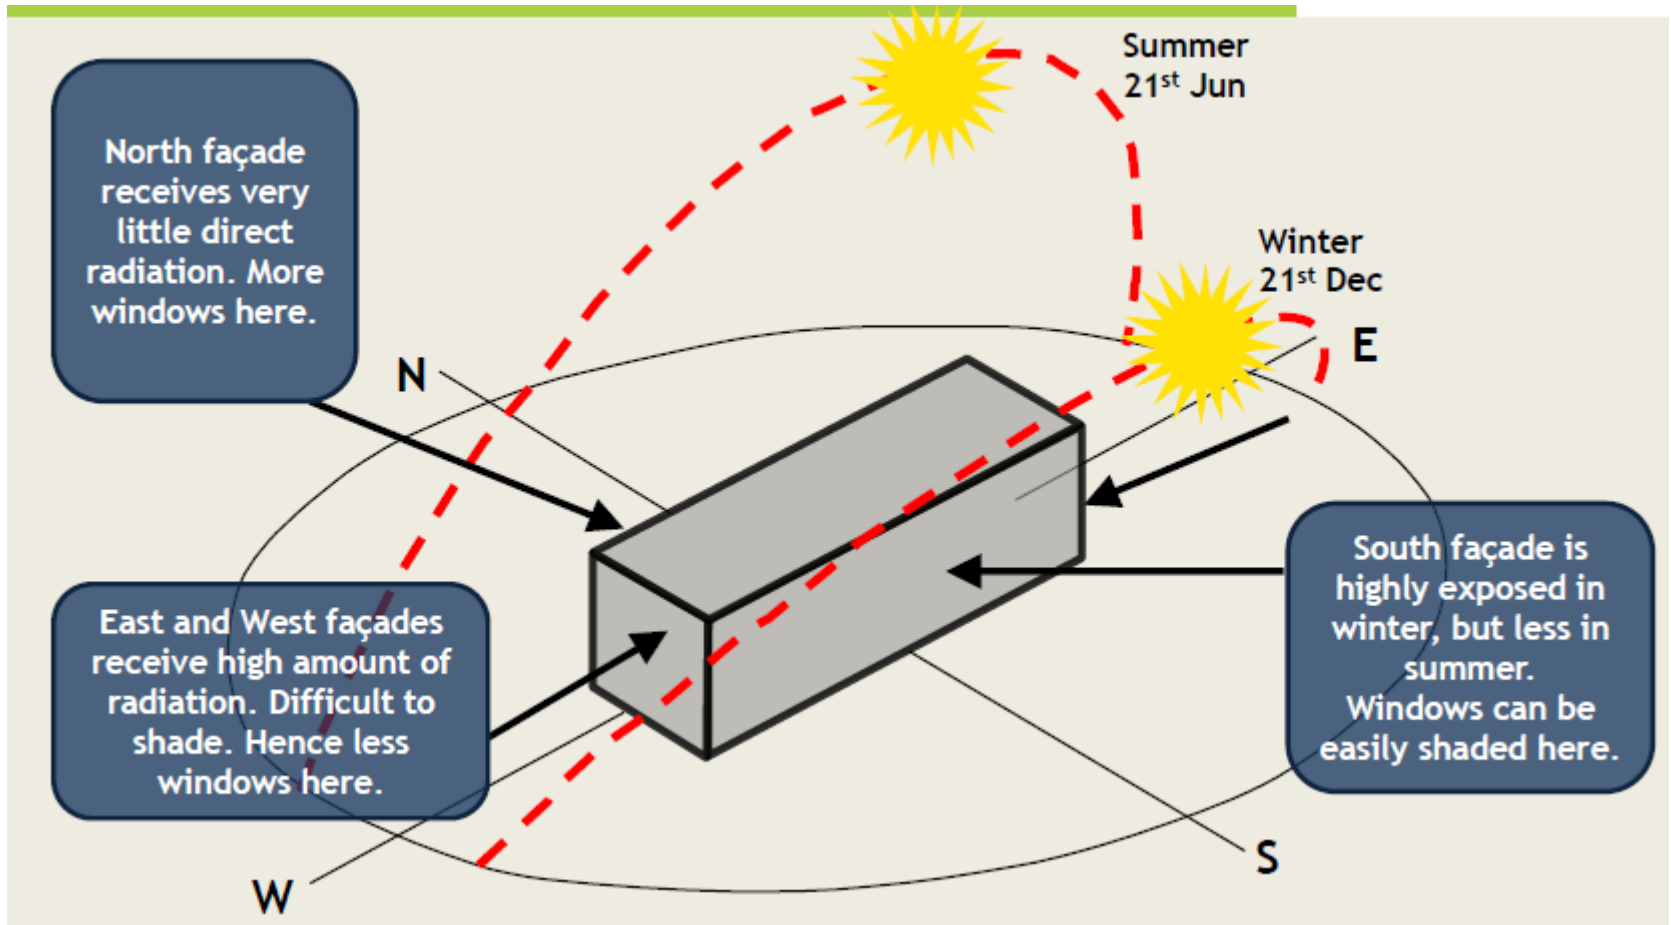 Summer
21st Jun
North façade
receives very
little direct
radiation. More
windows here.
Winter
21st Dec
E
N
South façade is
highly exposed in
winter, but less in
summer.
Windows can be
easily shaded here.
East and West façades
receive high amount of
radiation. Difficult to
shade. Hence less
windows here.
S
W